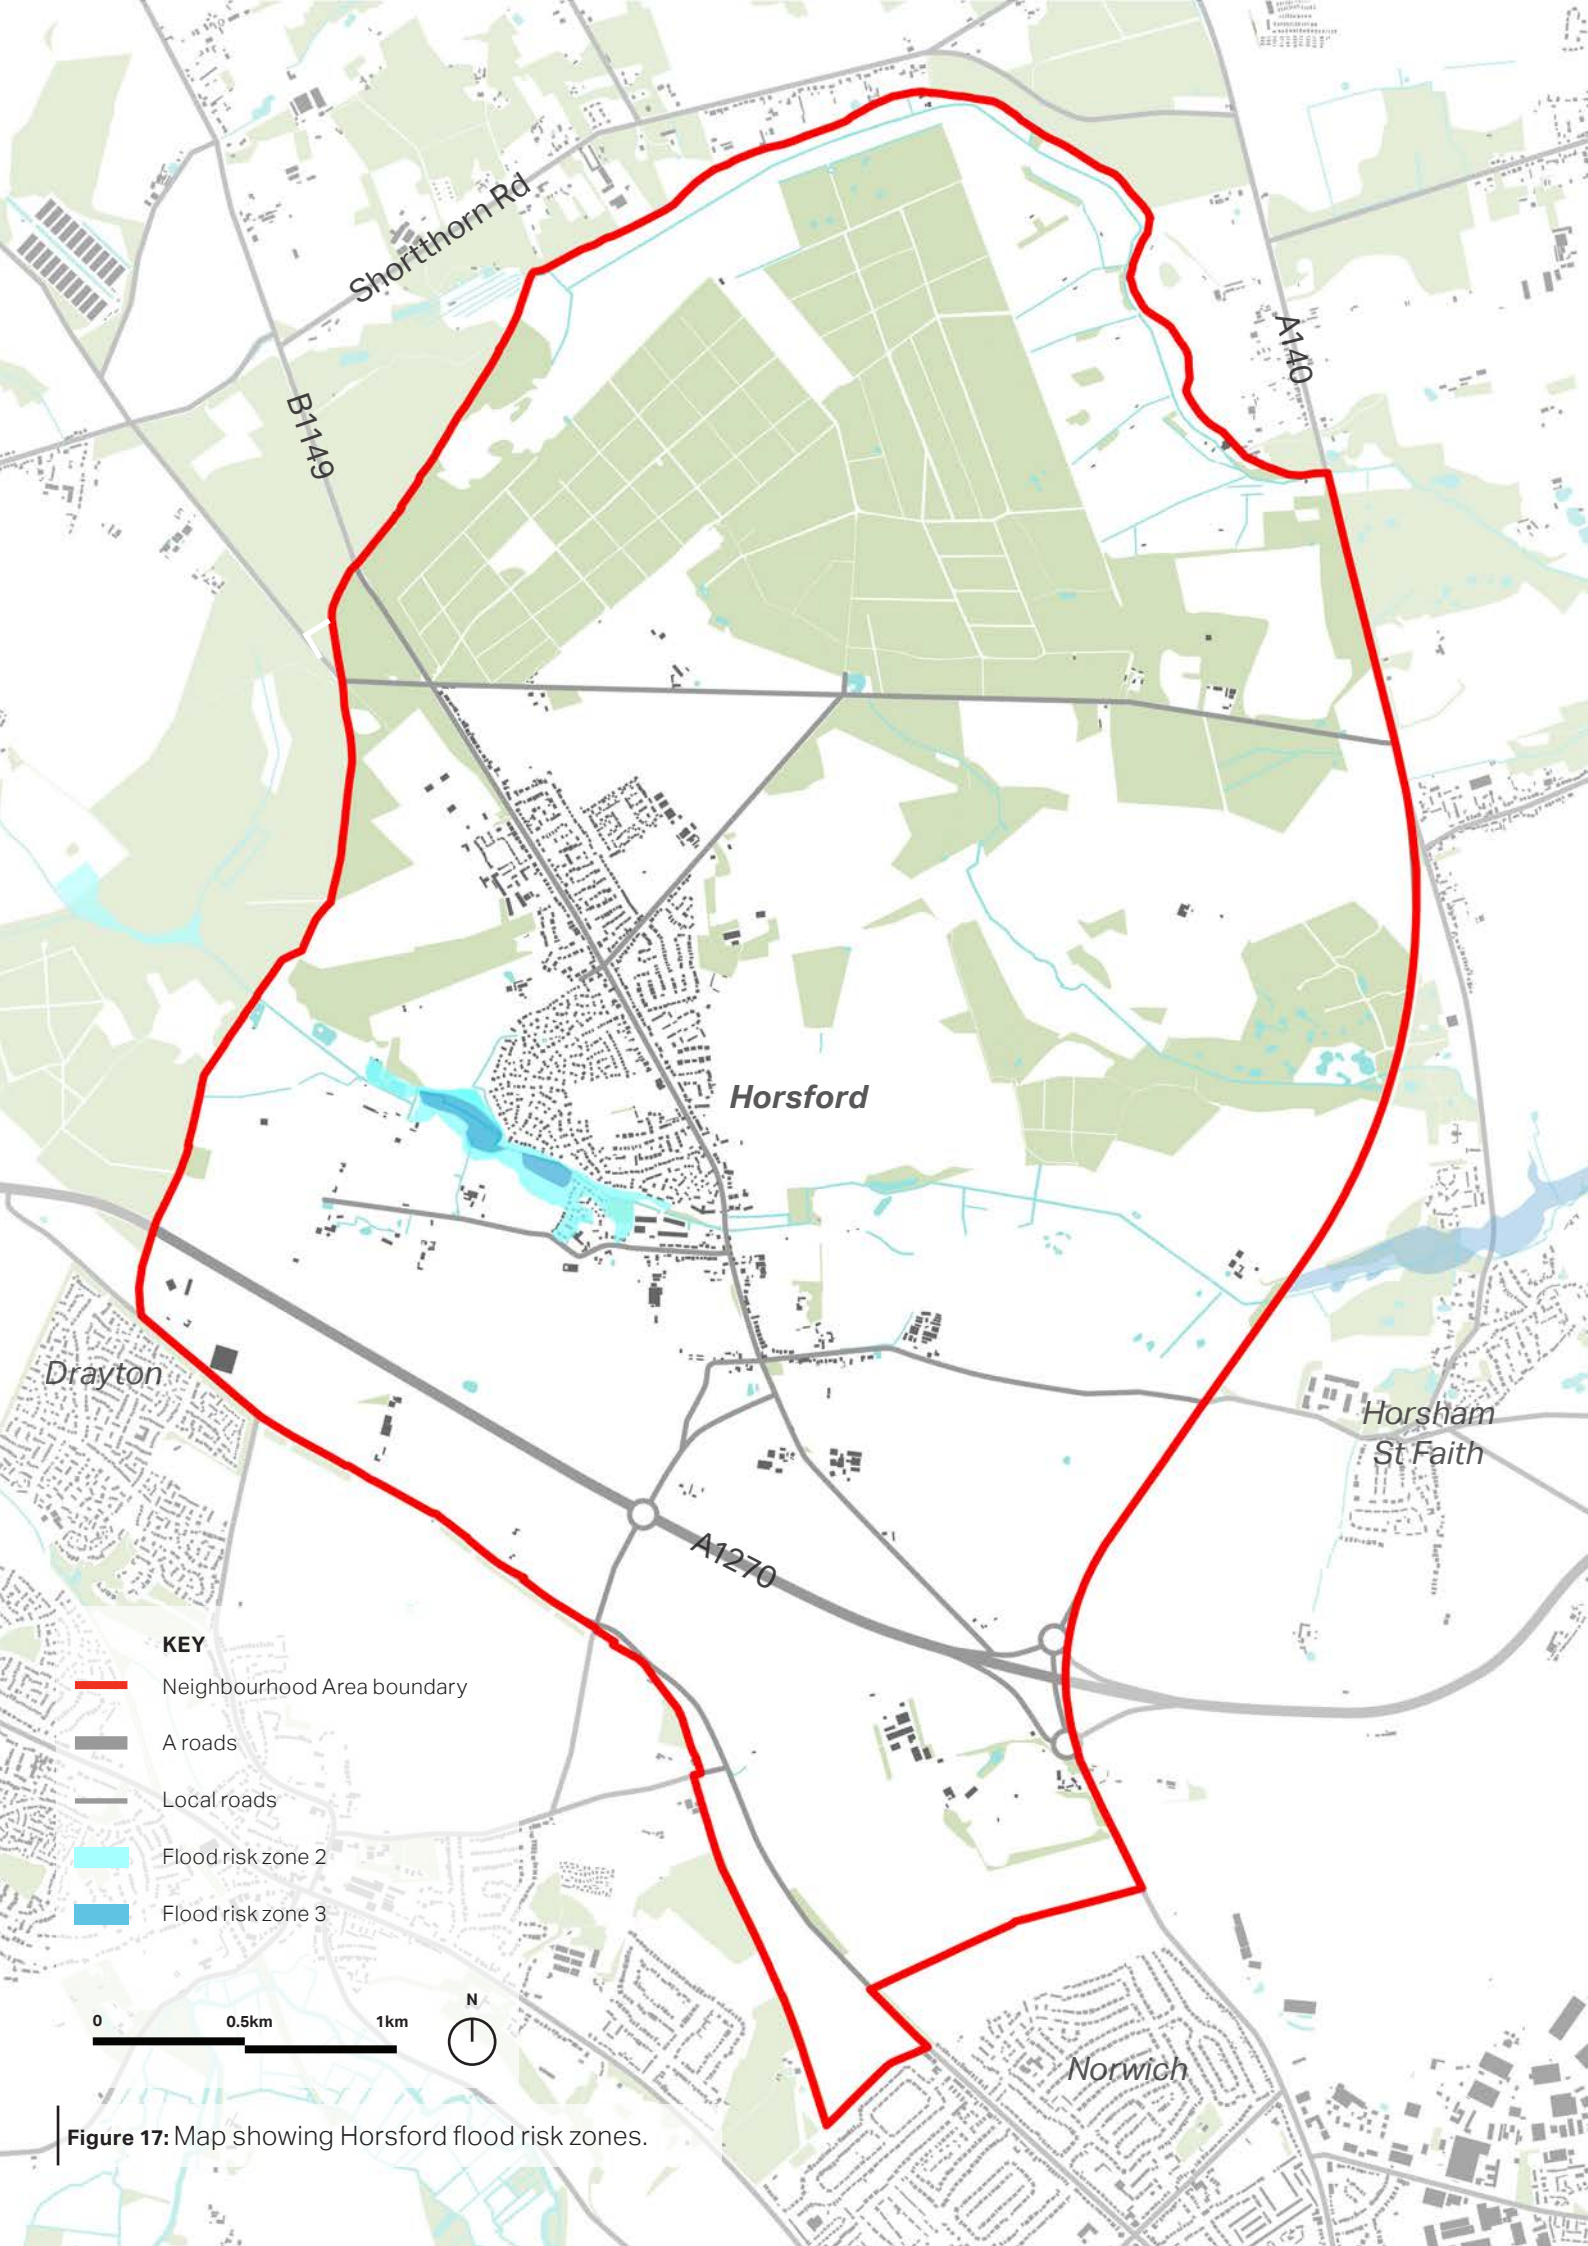 Shortthorn Rd
A140
B1149
Horsford
Drayton
Horsham
St Faith
A1270
KEY
Neighbourhood Area boundary
A roads
Local roads
Flood risk zone 2
Flood risk zone 3
0 0.5km 1km
N
Norwich
Figure 17: Map showing Horsford flood risk zones.